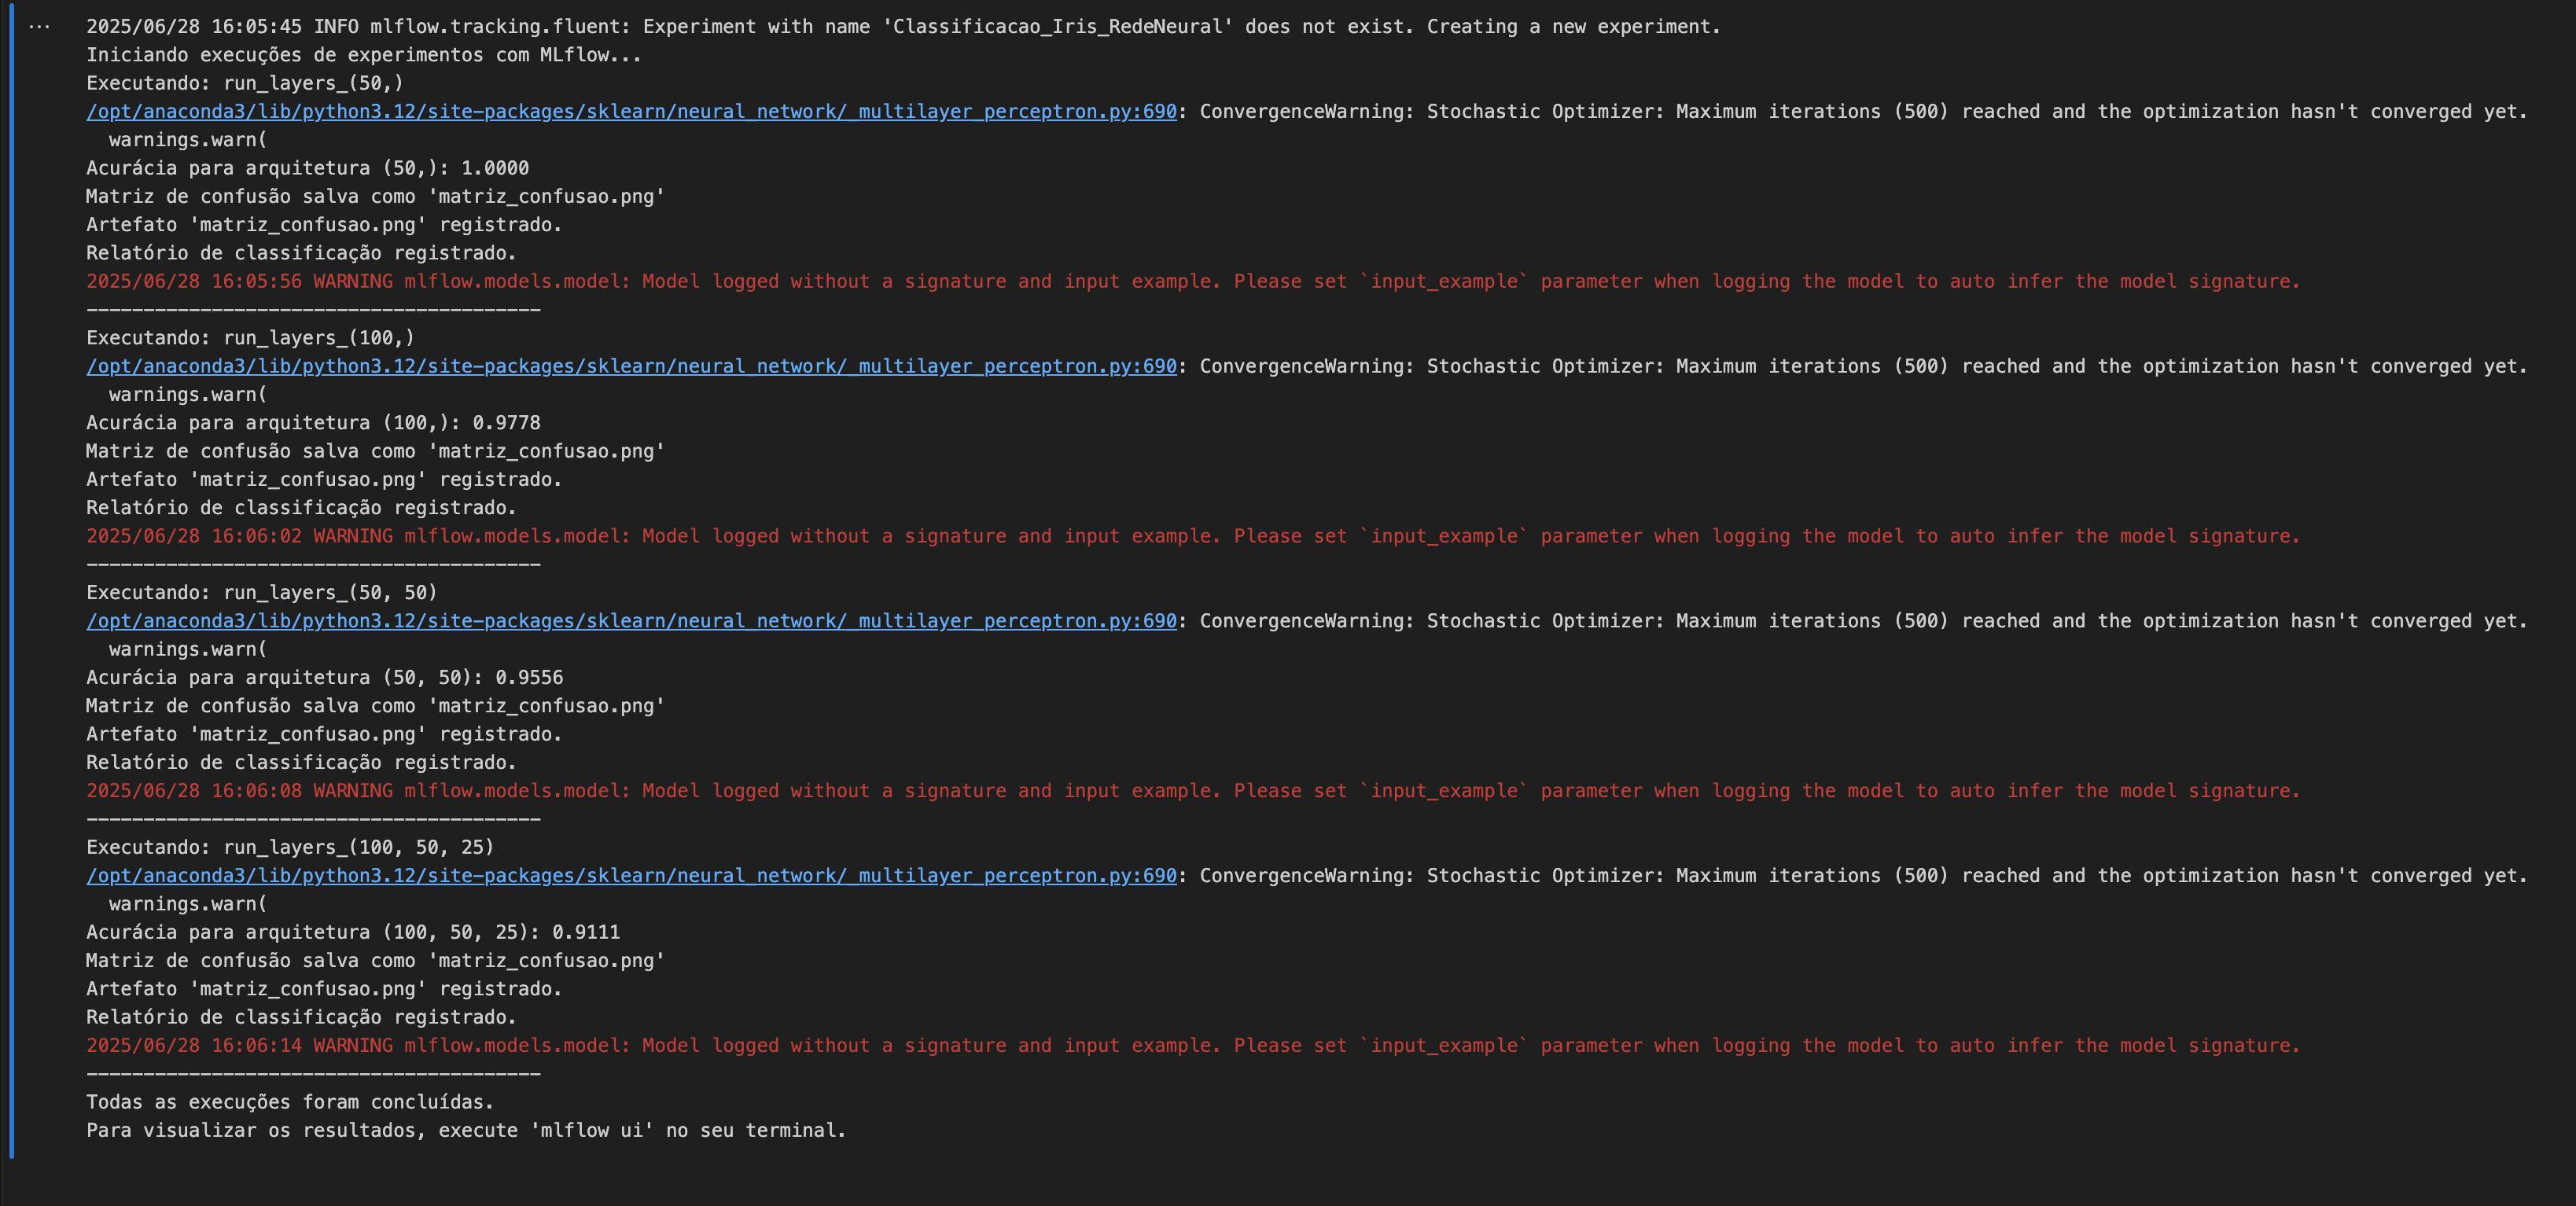 2025/06/28 16:05:45 INFO mlflow.tracking.fluent: Experiment with name 'Classificacao_Iris_RedeNeural' does not exist. Creating a new experiment.
Iniciando execuções de experimentos com MLflow...
Executando: run_layers_(50,)
/opt/anaconda3/lib/python3.12/site-packages/sklearn/neural_network/_multilayer_perceptron.py:690: ConvergenceWarning: Stochastic Optimizer: Maximum iterations (500) reached and the optimization hasn't converged yet.
  warnings.warn(
Acurácia para arquitetura (50,): 1.0000
Matriz de confusão salva como 'matriz_confusao.png'
Artefato 'matriz_confusao.png' registrado.
Relatório de classificação registrado.
2025/06/28 16:05:56 WARNING mlflow.models.model: Model logged without a signature and input example. Please set `input_example` parameter when logging the model to auto infer the model signature.
----------------------------------------
Executando: run_layers_(100,)
/opt/anaconda3/lib/python3.12/site-packages/sklearn/neural_network/_multilayer_perceptron.py:690: ConvergenceWarning: Stochastic Optimizer: Maximum iterations (500) reached and the optimization hasn't converged yet.
  warnings.warn(
Acurácia para arquitetura (100,): 0.9778
Matriz de confusão salva como 'matriz_confusao.png'
Artefato 'matriz_confusao.png' registrado.
Relatório de classificação registrado.
2025/06/28 16:06:02 WARNING mlflow.models.model: Model logged without a signature and input example. Please set `input_example` parameter when logging the model to auto infer the model signature.
----------------------------------------
Executando: run_layers_(50, 50)
/opt/anaconda3/lib/python3.12/site-packages/sklearn/neural_network/_multilayer_perceptron.py:690: ConvergenceWarning: Stochastic Optimizer: Maximum iterations (500) reached and the optimization hasn't converged yet.
  warnings.warn(
Acurácia para arquitetura (50, 50): 0.9556
Matriz de confusão salva como 'matriz_confusao.png'
Artefato 'matriz_confusao.png' registrado.
Relatório de classificação registrado.
2025/06/28 16:06:08 WARNING mlflow.models.model: Model logged without a signature and input example. Please set `input_example` parameter when logging the model to auto infer the model signature.
----------------------------------------
Executando: run_layers_(100, 50, 25)
/opt/anaconda3/lib/python3.12/site-packages/sklearn/neural_network/_multilayer_perceptron.py:690: ConvergenceWarning: Stochastic Optimizer: Maximum iterations (500) reached and the optimization hasn't converged yet.
  warnings.warn(
Acurácia para arquitetura (100, 50, 25): 0.9111
Matriz de confusão salva como 'matriz_confusao.png'
Artefato 'matriz_confusao.png' registrado.
Relatório de classificação registrado.
2025/06/28 16:06:14 WARNING mlflow.models.model: Model logged without a signature and input example. Please set `input_example` parameter when logging the model to auto infer the model signature.
----------------------------------------
Todas as execuções foram concluídas.
Para visualizar os resultados, execute 'mlflow ui' no seu terminal.